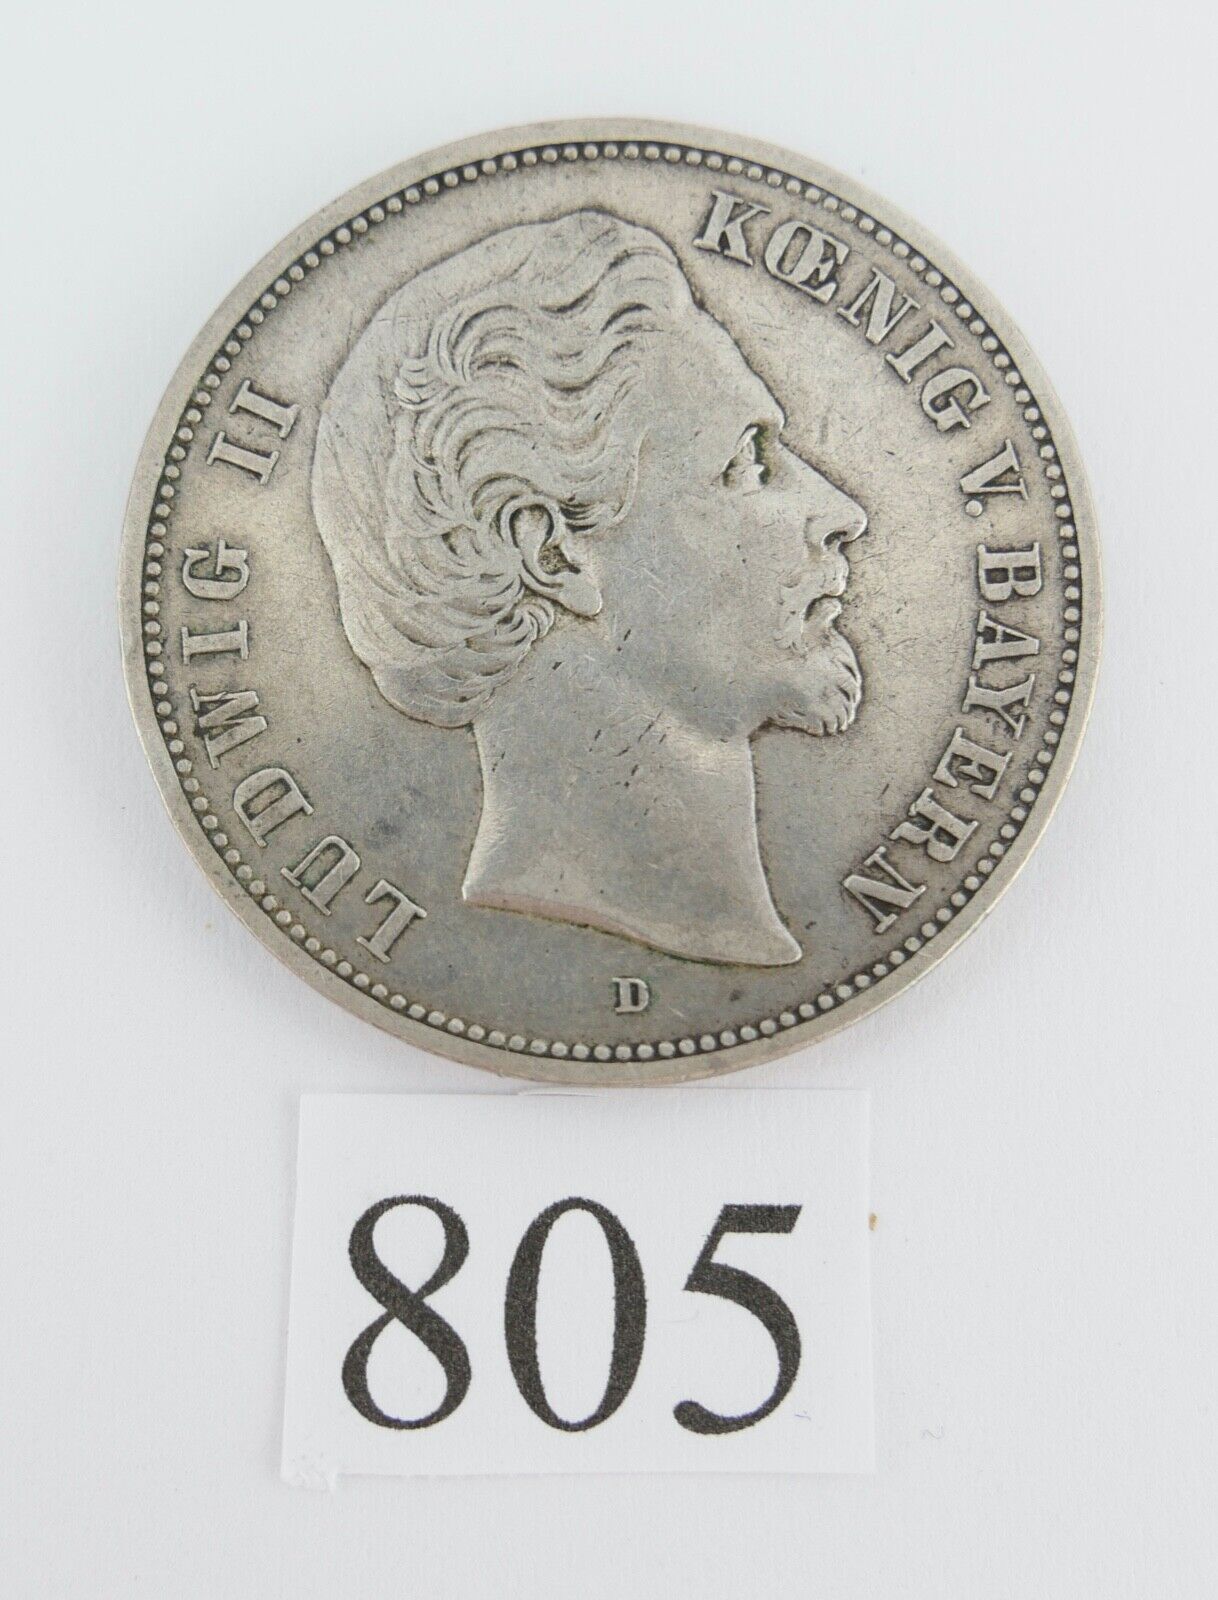 LUDWIG II KŒNIG V. BAYERN
D
805